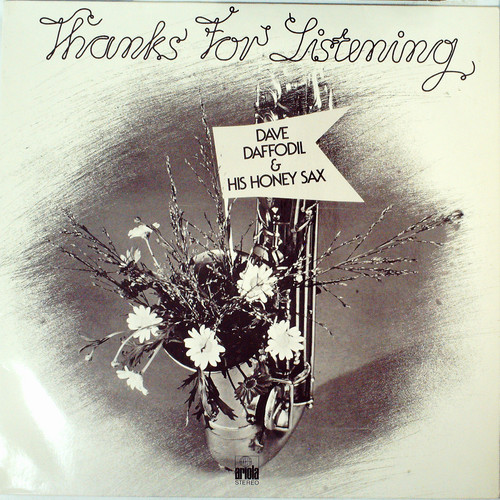 Thanks For Listening
DAVE
DAFFODIL
&
HIS HONEY SAX
ariola
STEREO